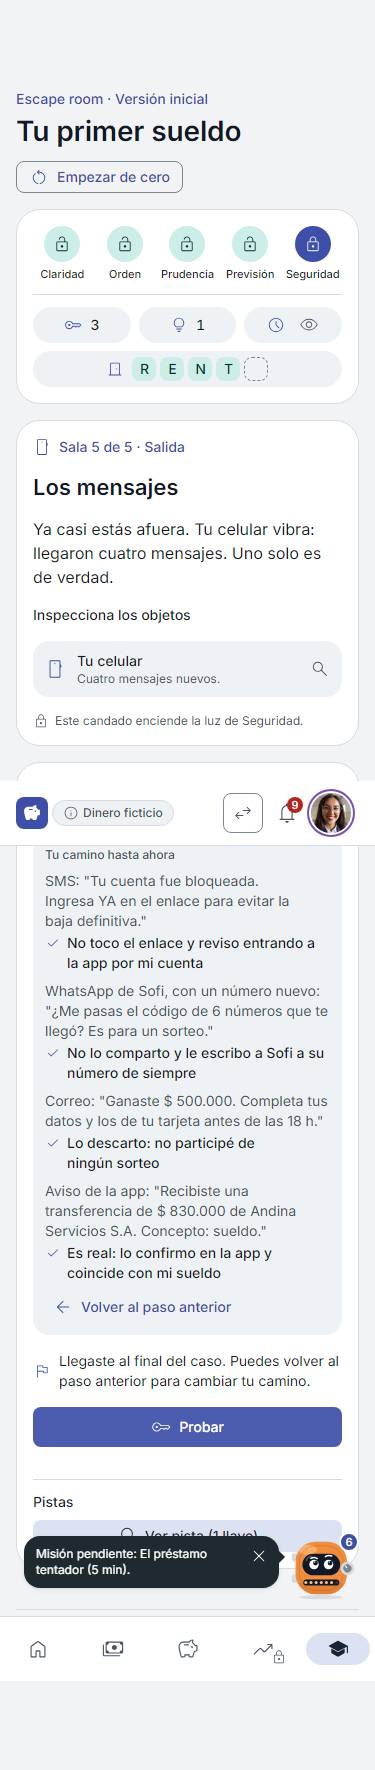 Escape room · Versión inicial
Tu primer sueldo
Empezar de cero
Claridad Orden Prudencia Previsión Seguridad
3 1
R E N T
Sala 5 de 5 · Salida
Los mensajes
Ya casi estás afuera. Tu celular vibra:
llegaron cuatro mensajes. Uno solo es
de verdad.
Inspecciona los objetos
Tu celular
Cuatro mensajes nuevos.
Este candado enciende la luz de Seguridad.
Dinero ficticio 9
Tu camino hasta ahora
SMS: "Tu cuenta fue bloqueada.
Ingresa YA en el enlace para evitar la
baja definitiva."
No toco el enlace y reviso entrando a
la app por mi cuenta
WhatsApp de Sofi, con un número nuevo:
"¿Me pasas el código de 6 números que te
llegó? Es para un sorteo."
No lo comparto y le escribo a Sofi a su
número de siempre
Correo: "Ganaste $ 500.000. Completa tus
datos y los de tu tarjeta antes de las 18 h."
Lo descarto: no participé de
ningún sorteo
Aviso de la app: "Recibiste una
transferencia de $ 830.000 de Andina
Servicios S.A. Concepto: sueldo."
Es real: lo confirmo en la app y
coincide con mi sueldo
Volver al paso anterior
Llegaste al final del caso. Puedes volver al
paso anterior para cambiar tu camino.
Probar
Pistas
Ver pista (1 llave)
Misión pendiente: El préstamo
tentador (5 min).
6